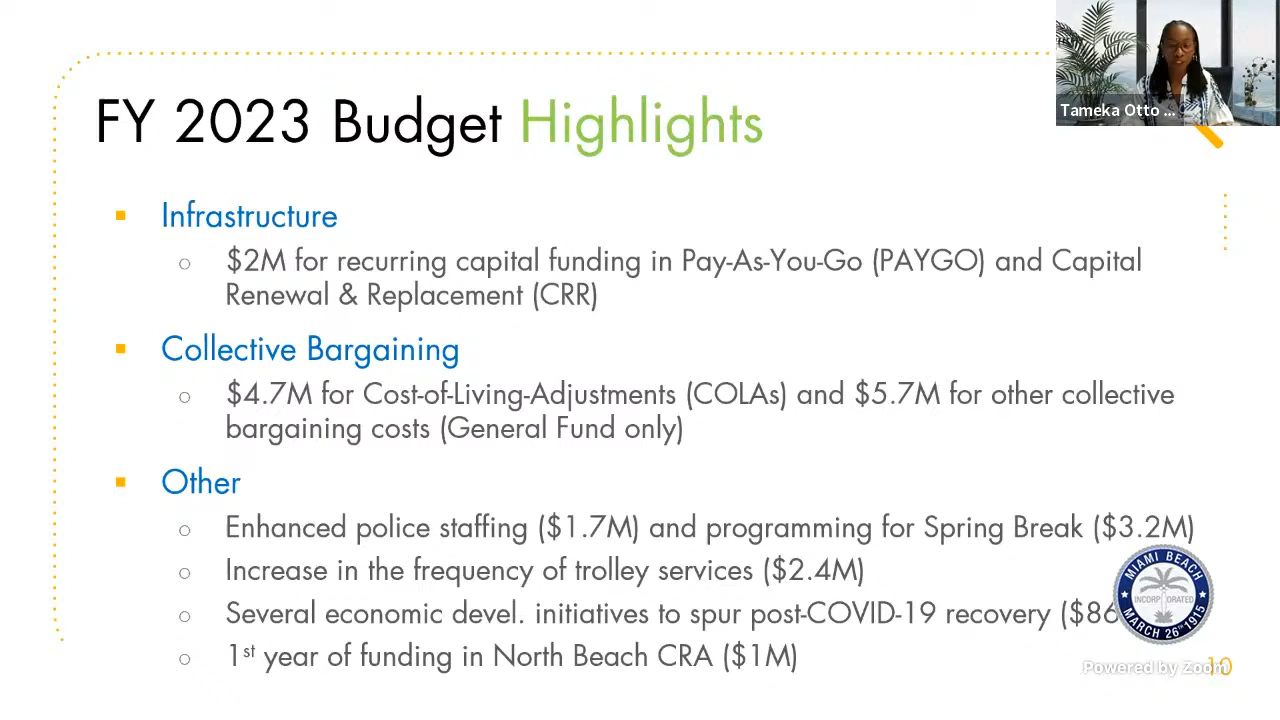 Tameka Otto ...
FY 2023 Budget Highlights
Infrastructure
$2M for recurring capital funding in Pay-As-You-Go (PAYGO) and Capital
Renewal & Replacement (CRR)
Collective Bargaining
$4.7M for Cost-of-Living-Adjustments (COLAs) and $5.7M for other collective
bargaining costs (General Fund only)
Other
Enhanced police staffing ($1.7M) and programming for Spring Break ($3.2M)
Increase in the frequency of trolley services ($2.4M)
Several economic devel. initiatives to spur post-COVID-19 recovery
1st year of funding in North Beach CRA ($1M)
MIAMI BEACH
INCORPORATED
MARCH 26TH 1915
Powered by Zoom
10